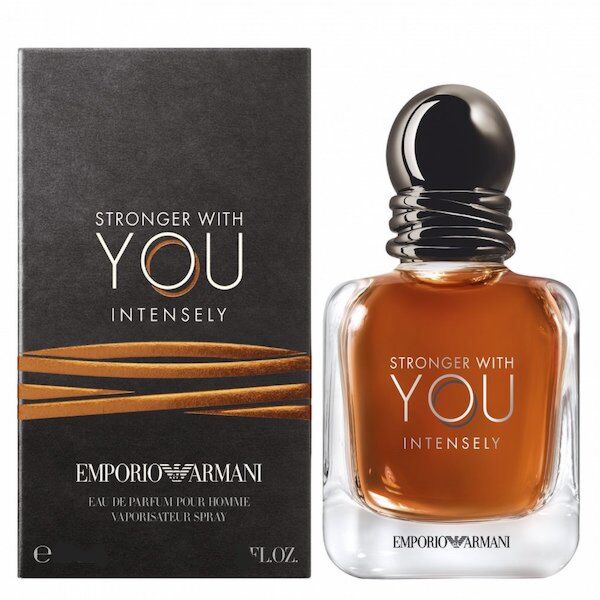 STRONGER WITH
YOU
INTENSELY
EMPORIO ARMANI
EAU DE PARFUM POUR HOMME
VAPORISATEUR SPRAY
e FL.OZ.
STRONGER WITH
YOU
INTENSELY
EMPORIO ARMANI